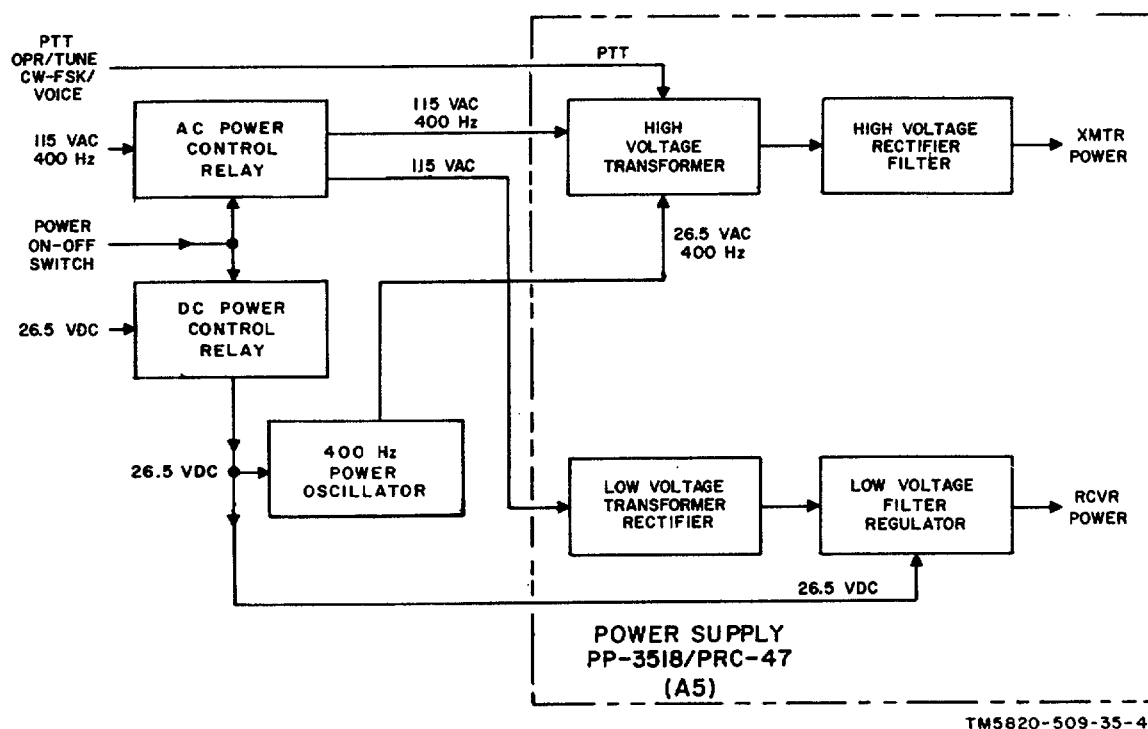 PTT
OPR/TUNE
CW-FSK/
VOICE
PTT
115 VAC
400 Hz
AC POWER
CONTROL
RELAY
115 VAC
400 Hz
115 VAC
HIGH
VOLTAGE
TRANSFORMER
HIGH VOLTAGE
RECTIFIER
FILTER
XMTR
POWER
POWER
ON-OFF
SWITCH
26.5 VAC
400 Hz
26.5 VDC
DC POWER
CONTROL
RELAY
26.5 VDC
400 Hz
POWER
OSCILLATOR
LOW VOLTAGE
TRANSFORMER
RECTIFIER
LOW VOLTAGE
FILTER
REGULATOR
RCVR
POWER
26.5 VDC
POWER SUPPLY
PP-3518/PRC-47
(A5)
TM5820-509-35-4